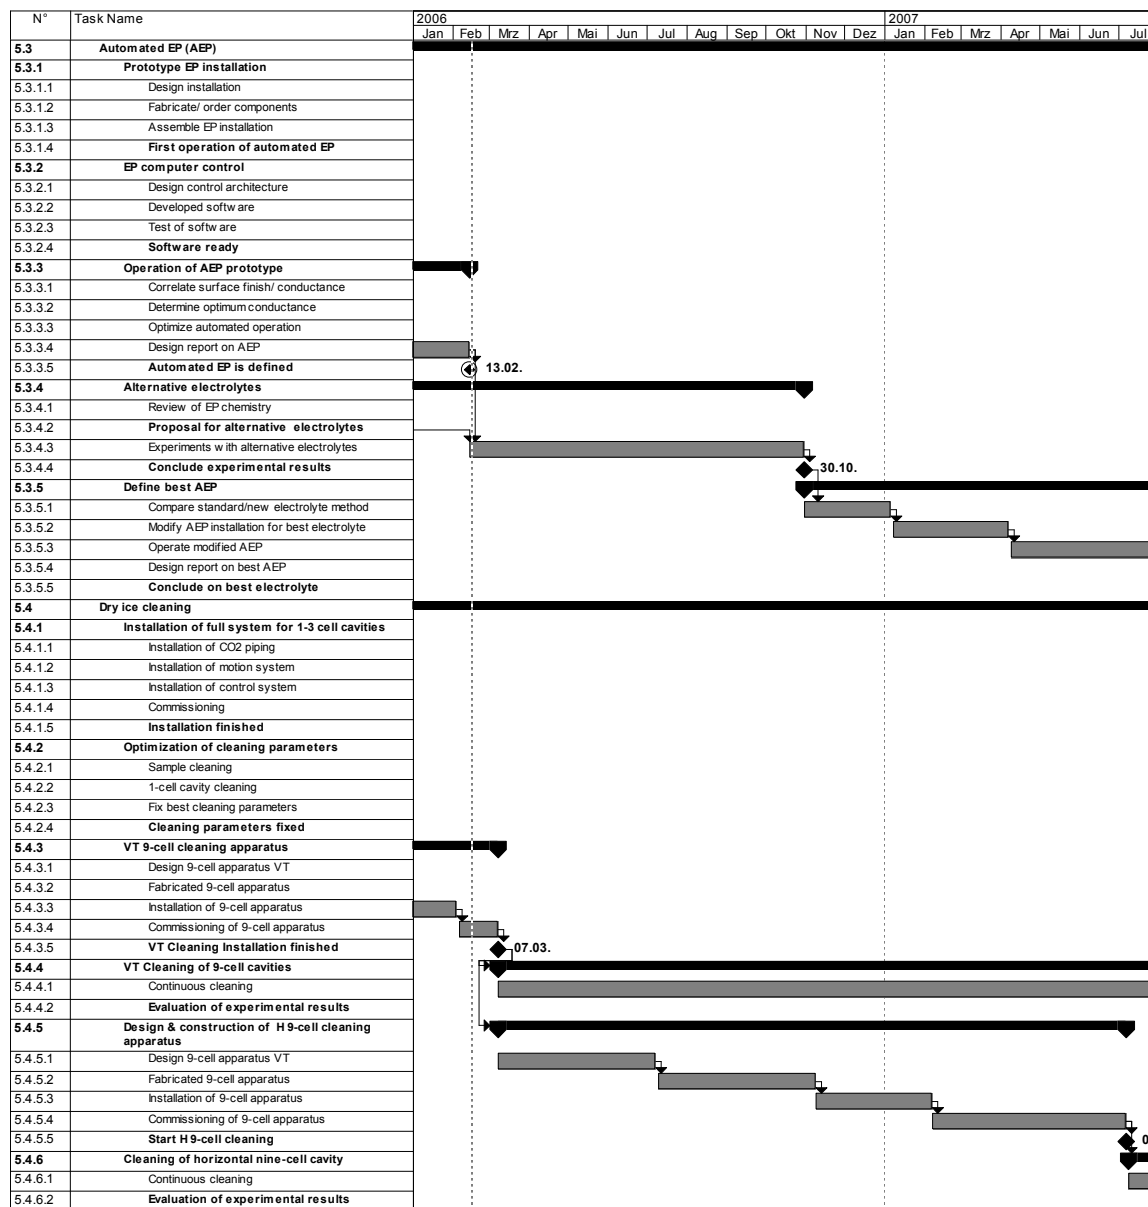 N° Task Name 2006 2007
Jan Feb Mrz Apr Mai Jun Jul Aug Sep Okt Nov Dez Jan Feb Mrz Apr Mai Jun Jul
5.3 Automated EP (AEP)
5.3.1 Prototype EP installation
5.3.1.1 Design installation
5.3.1.2 Fabricate/ order components
5.3.1.3 Assemble EP installation
5.3.1.4 First operation of automated EP
5.3.2 EP computer control
5.3.2.1 Design control architecture
5.3.2.2 Developed software
5.3.2.3 Test of software
5.3.2.4 Software ready
5.3.3 Operation of AEP prototype
5.3.3.1 Correlate surface finish/ conductance
5.3.3.2 Determine optimum conductance
5.3.3.3 Optimize automated operation
5.3.3.4 Design report on AEP
5.3.3.5 Automated EP is defined 13.02.
5.3.4 Alternative electrolytes
5.3.4.1 Review of EP chemistry
5.3.4.2 Proposal for alternative electrolytes
5.3.4.3 Experiments with alternative electrolytes
5.3.4.4 Conclude experimental results 30.10.
5.3.5 Define best AEP
5.3.5.1 Compare standard/new electrolyte method
5.3.5.2 Modify AEP installation for best electrolyte
5.3.5.3 Operate modified AEP
5.3.5.4 Design report on best AEP
5.3.5.5 Conclude on best electrolyte
5.4 Dry ice cleaning
5.4.1 Installation of full system for 1-3 cell cavities
5.4.1.1 Installation of CO2 piping
5.4.1.2 Installation of motion system
5.4.1.3 Installation of control system
5.4.1.4 Commissioning
5.4.1.5 Installation finished
5.4.2 Optimization of cleaning parameters
5.4.2.1 Sample cleaning
5.4.2.2 1-cell cavity cleaning
5.4.2.3 Fix best cleaning parameters
5.4.2.4 Cleaning parameters fixed
5.4.3 VT 9-cell cleaning apparatus
5.4.3.1 Design 9-cell apparatus VT
5.4.3.2 Fabricated 9-cell apparatus
5.4.3.3 Installation of 9-cell apparatus
5.4.3.4 Commissioning of 9-cell apparatus
5.4.3.5 VT Cleaning Installation finished 07.03.
5.4.4 VT Cleaning of 9-cell cavities
5.4.4.1 Continuous cleaning
5.4.4.2 Evaluation of experimental results
5.4.5 Design & construction of H 9-cell cleaning
apparatus
5.4.5.1 Design 9-cell apparatus VT
5.4.5.2 Fabricated 9-cell apparatus
5.4.5.3 Installation of 9-cell apparatus
5.4.5.4 Commissioning of 9-cell apparatus
5.4.5.5 Start H 9-cell cleaning
5.4.6 Cleaning of horizontal nine-cell cavity
5.4.6.1 Continuous cleaning
5.4.6.2 Evaluation of experimental results